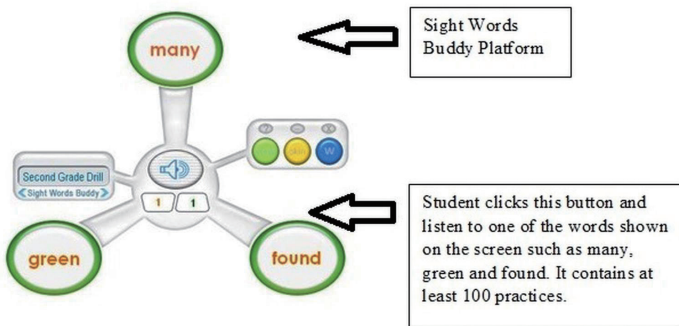 many
Sight Words
Buddy Platform
Second Grade Drill
Sight Words Buddy
W
1 1
green
found
Student clicks this button and
listen to one of the words shown
on the screen such as many,
green and found. It contains at
least 100 practices.